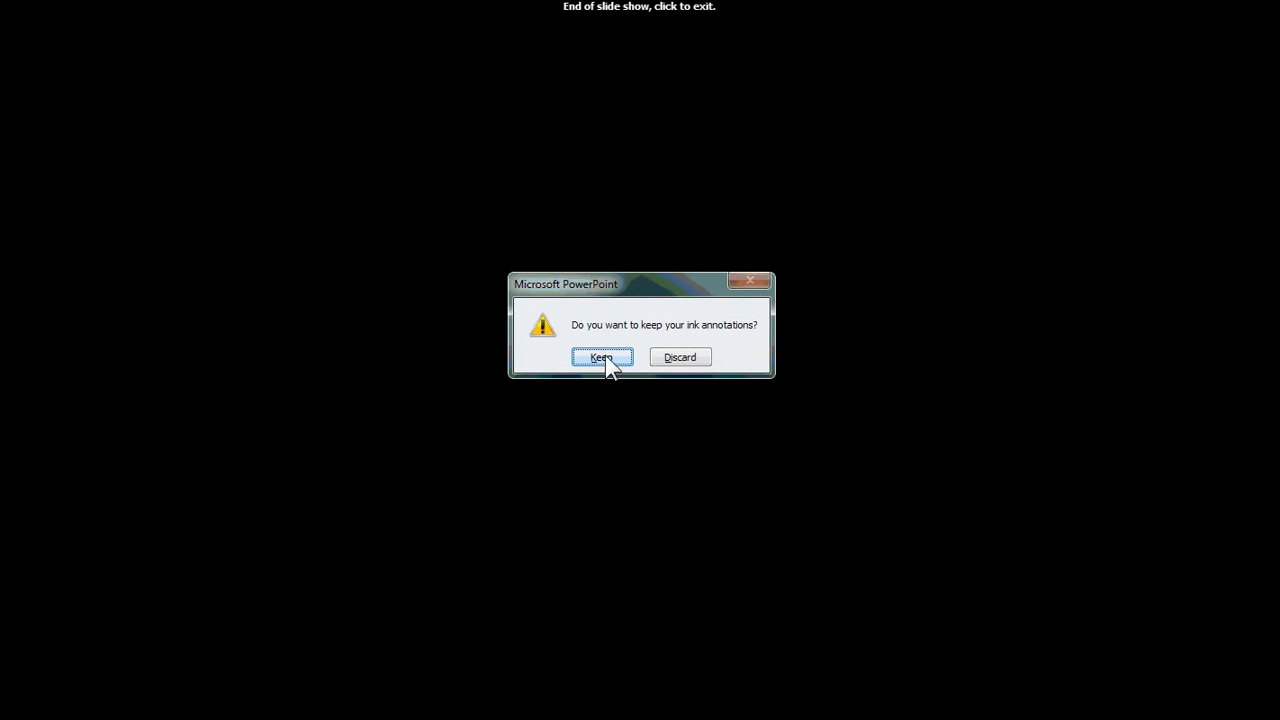 End of slide show, click to exit.
Microsoft PowerPoint
Do you want to keep your ink annotations?
Keep Discard